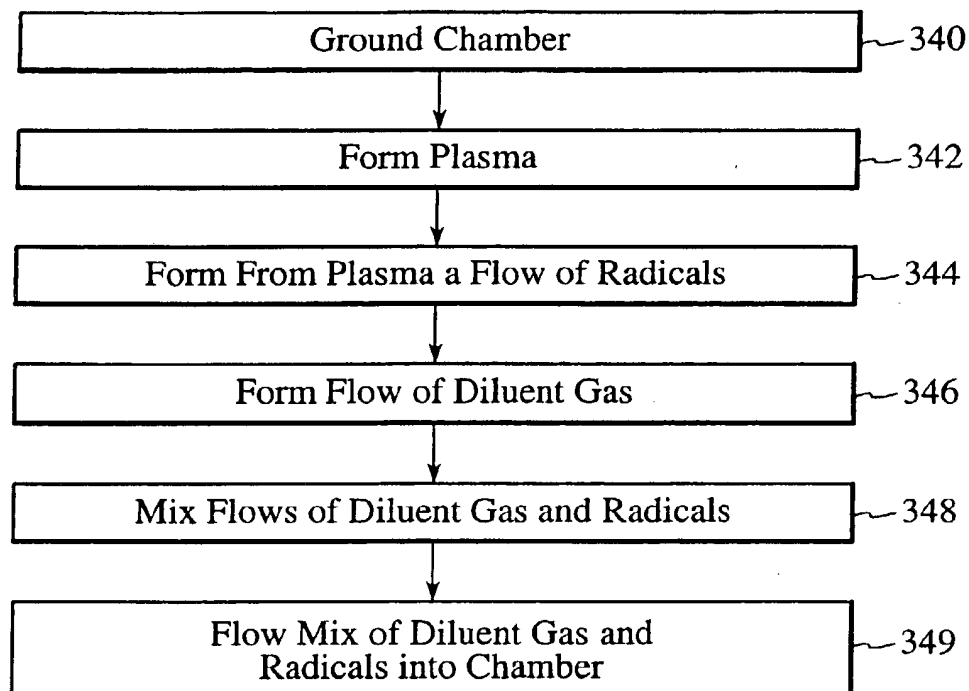 Ground Chamber 340
Form Plasma 342
Form From Plasma a Flow of Radicals 344
Form Flow of Diluent Gas 346
Mix Flows of Diluent Gas and Radicals 348
Flow Mix of Diluent Gas and
Radicals into Chamber 349